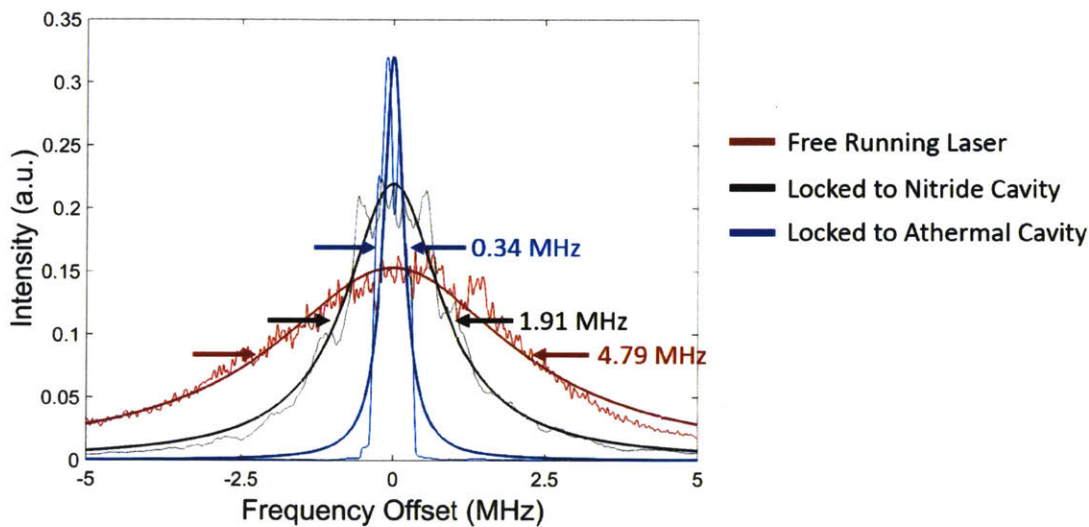 0.35
0.3
0.25
0.2
0.15
0.1
0.05
0
-5
-2.5
0
2.5
5
Intensity (a.u.)
Frequency Offset (MHz)
0.34 MHz
1.91 MHz
4.79 MHz
Free Running Laser
Locked to Nitride Cavity
Locked to Athermal Cavity